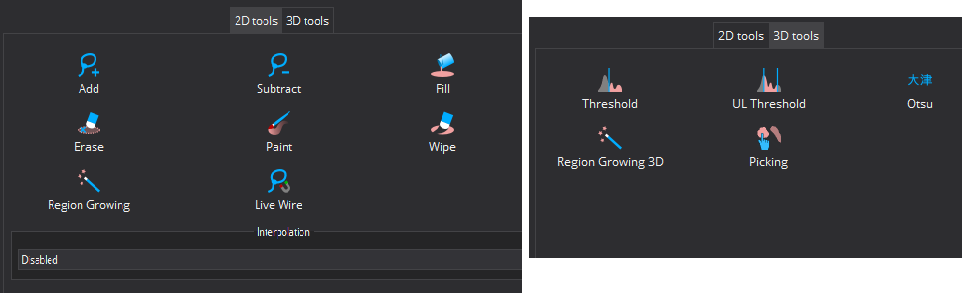 2D tools 3D tools
Add Subtract Fill
Erase Paint Wipe
Region Growing Live Wire
Interpolation
Disabled
2D tools 3D tools
大津
Threshold UL Threshold Otsu
Region Growing 3D Picking